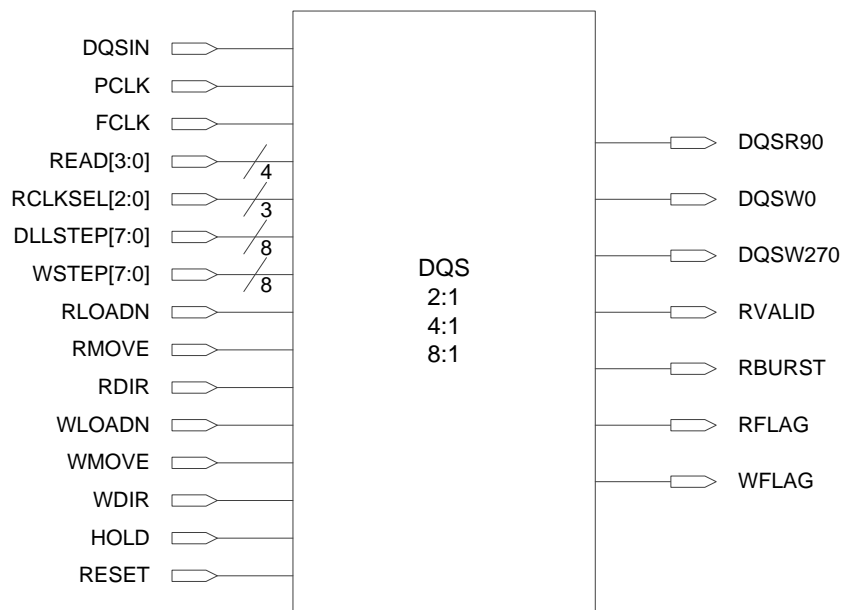 DQSIN
PCLK
FCLK
READ[3:0]
4
RCLKSEL[2:0]
3
DLLSTEP[7:0]
8
WSTEP[7:0]
8
RLOADN
RMOVE
RDIR
WLOADN
WMOVE
WDIR
HOLD
RESET
DQS
2:1
4:1
8:1
DQSR90
DQSW0
DQSW270
RVALID
RBURST
RFLAG
WFLAG